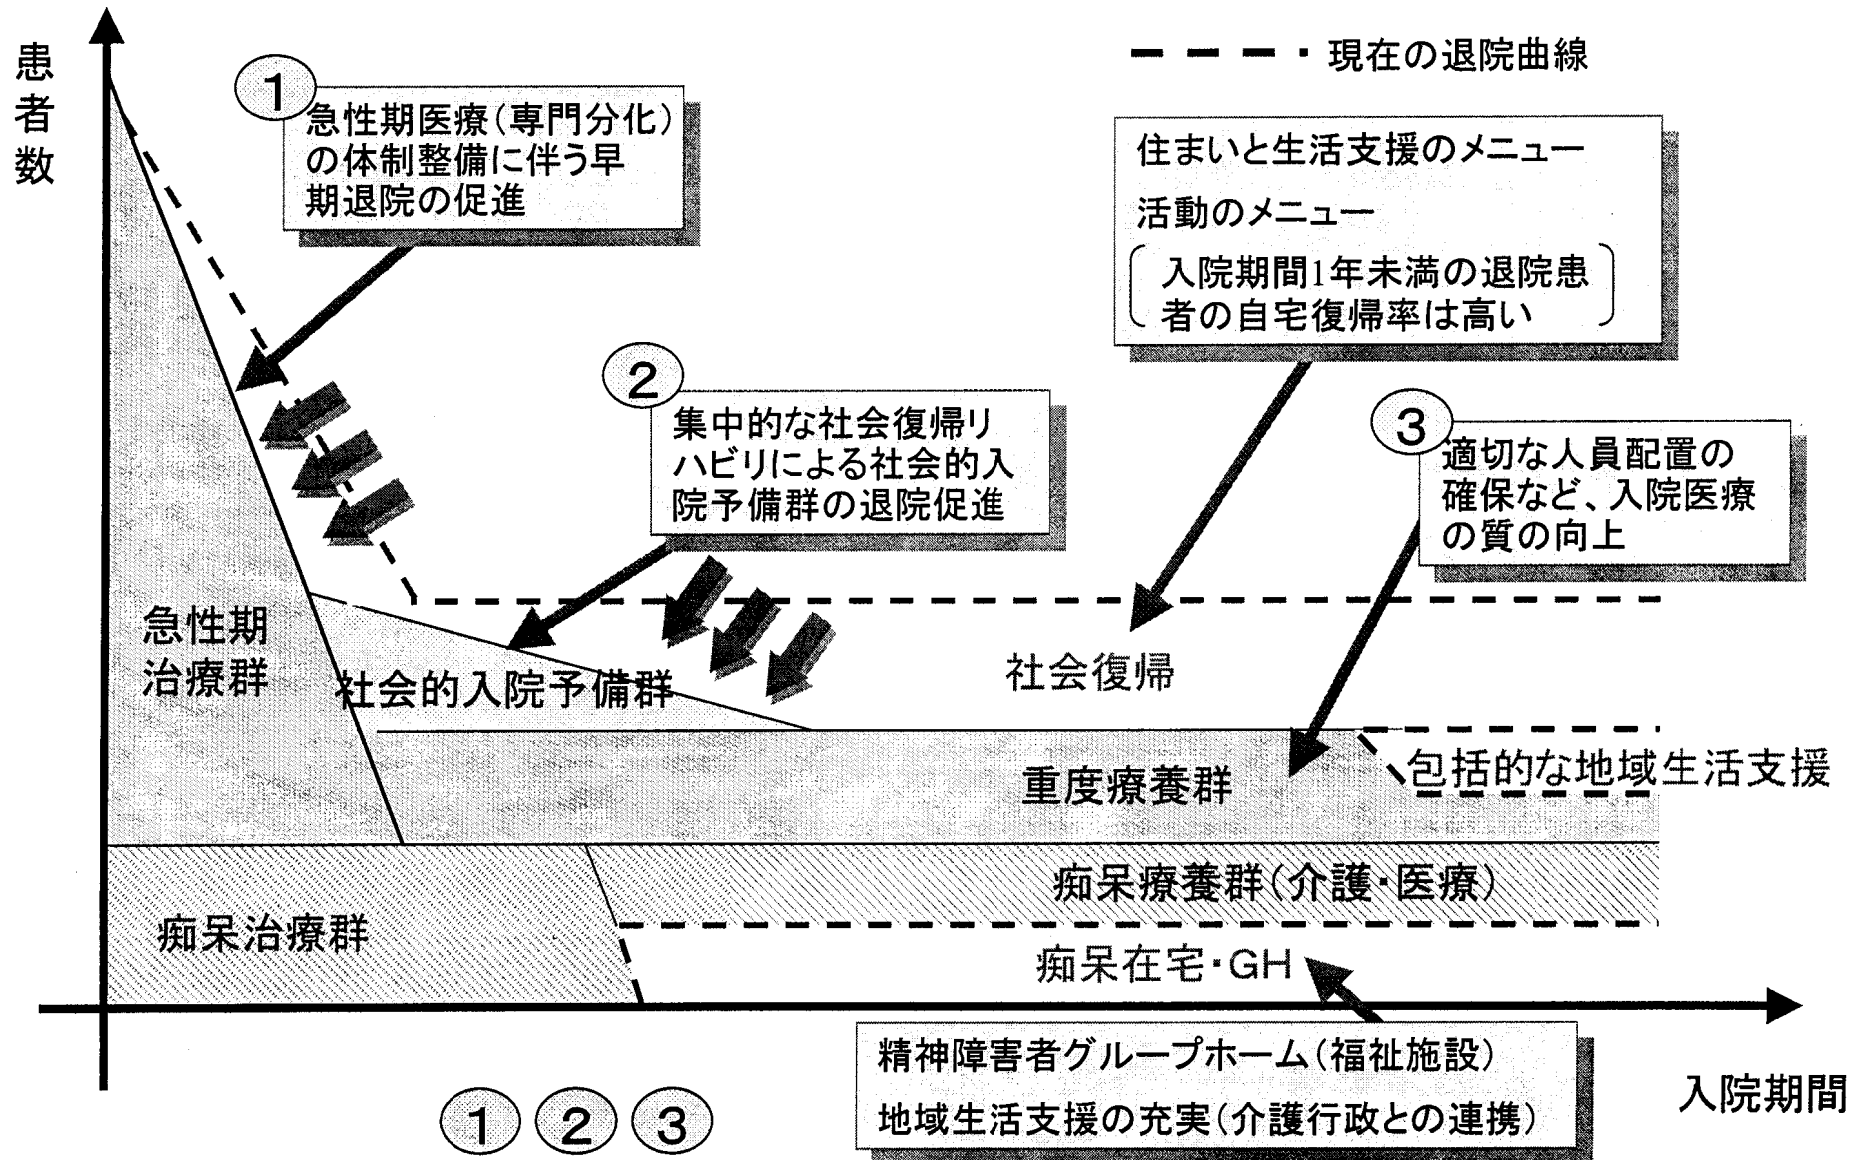 患者数
現在の退院曲線
①
急性期医療(専門分化)
の体制整備に伴う早
期退院の促進
住まいと生活支援のメニュー
活動のメニュー
入院期間1年未満の退院患
者の自宅復帰率は高い
②
集中的な社会復帰リ
ハビリによる社会的入
院予備群の退院促進
③
適切な人員配置の
確保など、入院医療
の質の向上
急性期
治療群
社会的入院予備群
社会復帰
重度療養群
包括的な地域生活支援
痴呆療養群(介護・医療)
痴呆治療群
痴呆在宅・GH
精神障害者グループホーム(福祉施設)
地域生活支援の充実(介護行政との連携)
入院期間
① ② ③